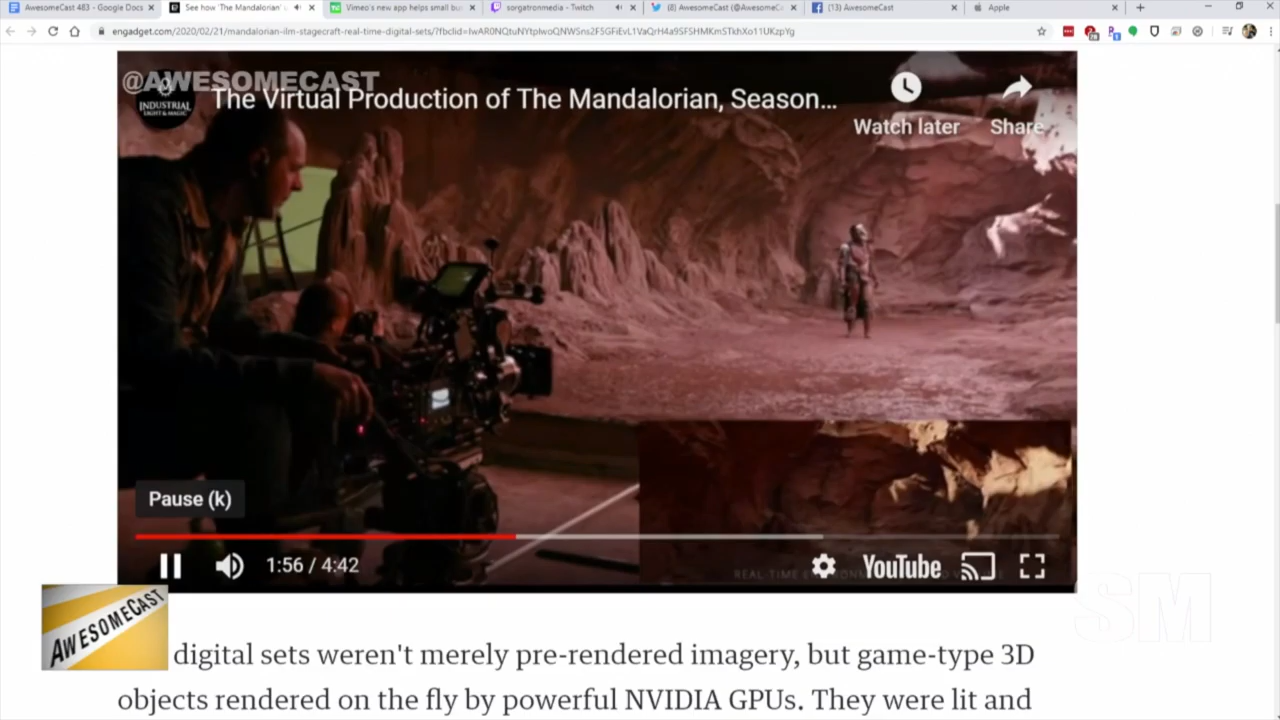 AwesomeCast 483 - Google Docs
See how 'The Mandalorian'
Vimeo's new app helps small bu
sorgatronmedia - Twitch
(8) AwesomeCast (@AwesomeCa
(13) AwesomeCast
Apple
engadget.com/2020/02/21/mandalorian-ilm-stagecraft-real-time-digital-sets/
@AWESOMECAST
INDUSTRIAL
LIGHT & MAGIC
The Virtual Production of The Mandalorian, Season...
Watch later
Share
Pause (k)
1:56 / 4:42
YouTube
AWESOMECAST
SM
digital sets weren't merely pre-rendered imagery, but game-type 3D
objects rendered on the fly by powerful NVIDIA GPUs. They were lit and